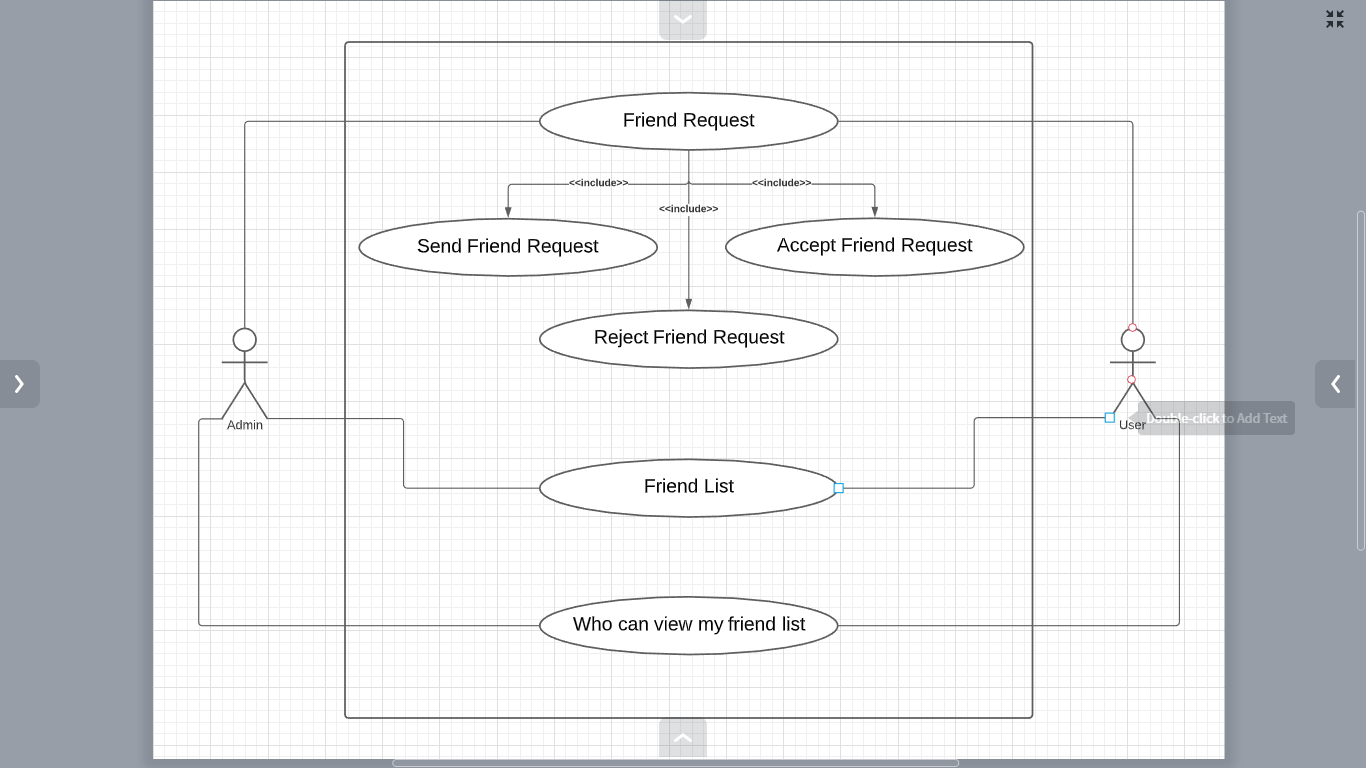 Friend Request
<<include>>
<<include>>
<<include>>
Send Friend Request
Accept Friend Request
Reject Friend Request
Admin
User
Double-click to Add Text
Friend List
Who can view my friend list